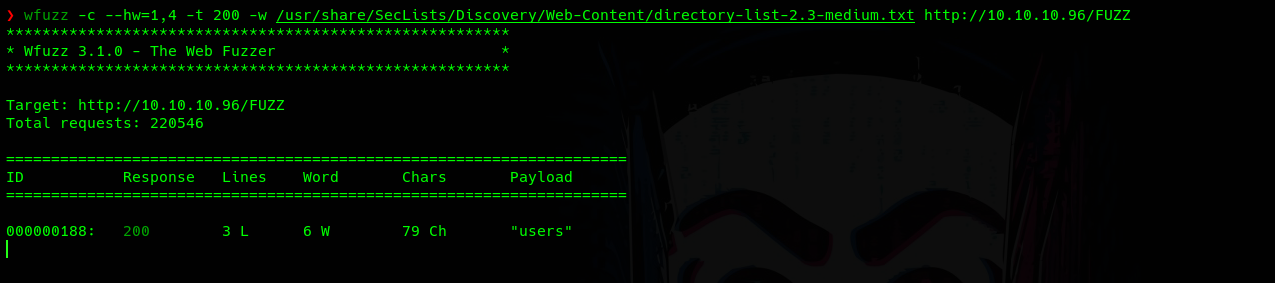 ❯ wfuzz -c --hw=1,4 -t 200 -w /usr/share/SecLists/Discovery/Web-Content/directory-list-2.3-medium.txt http://10.10.10.96/FUZZ
********************************************************
* Wfuzz 3.1.0 - The Web Fuzzer                         *
********************************************************
Target: http://10.10.10.96/FUZZ
Total requests: 220546
=====================================================================
ID           Response   Lines    Word       Chars       Payload
=====================================================================
000000188:   200        3 L      6 W        79 Ch       "users"